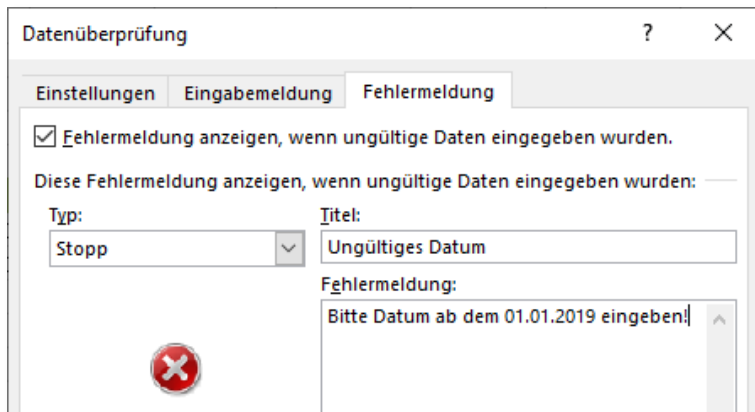 Datenüberprüfung ?
Einstellungen Eingabemeldung Fehlermeldung
Fehlermeldung anzeigen, wenn ungültige Daten eingegeben wurden.
Diese Fehlermeldung anzeigen, wenn ungültige Daten eingegeben wurden:
Typ: Titel:
Stopp Ungültiges Datum
Fehlermeldung:
Bitte Datum ab dem 01.01.2019 eingeben!